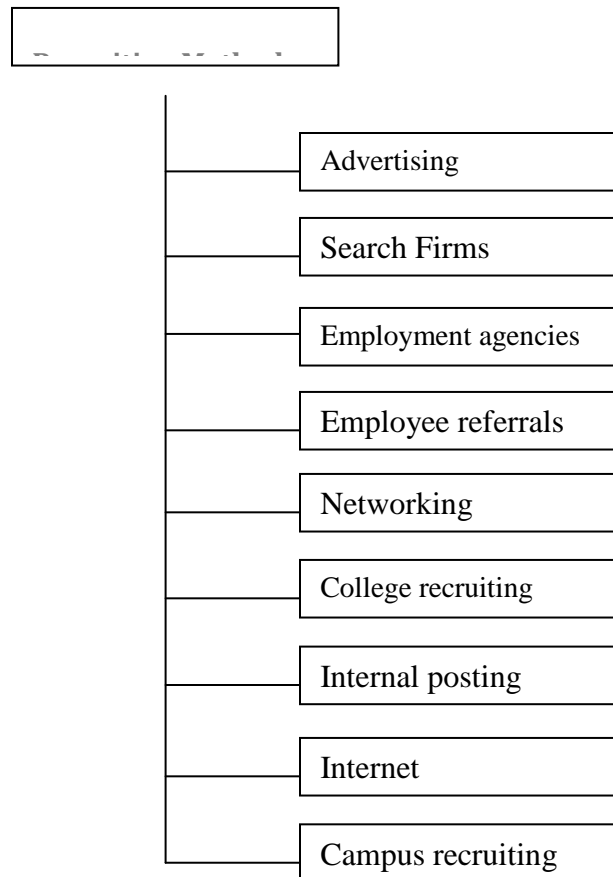 Advertising
Search Firms
Employment agencies
Employee referrals
Networking
College recruiting
Internal posting
Internet
Campus recruiting